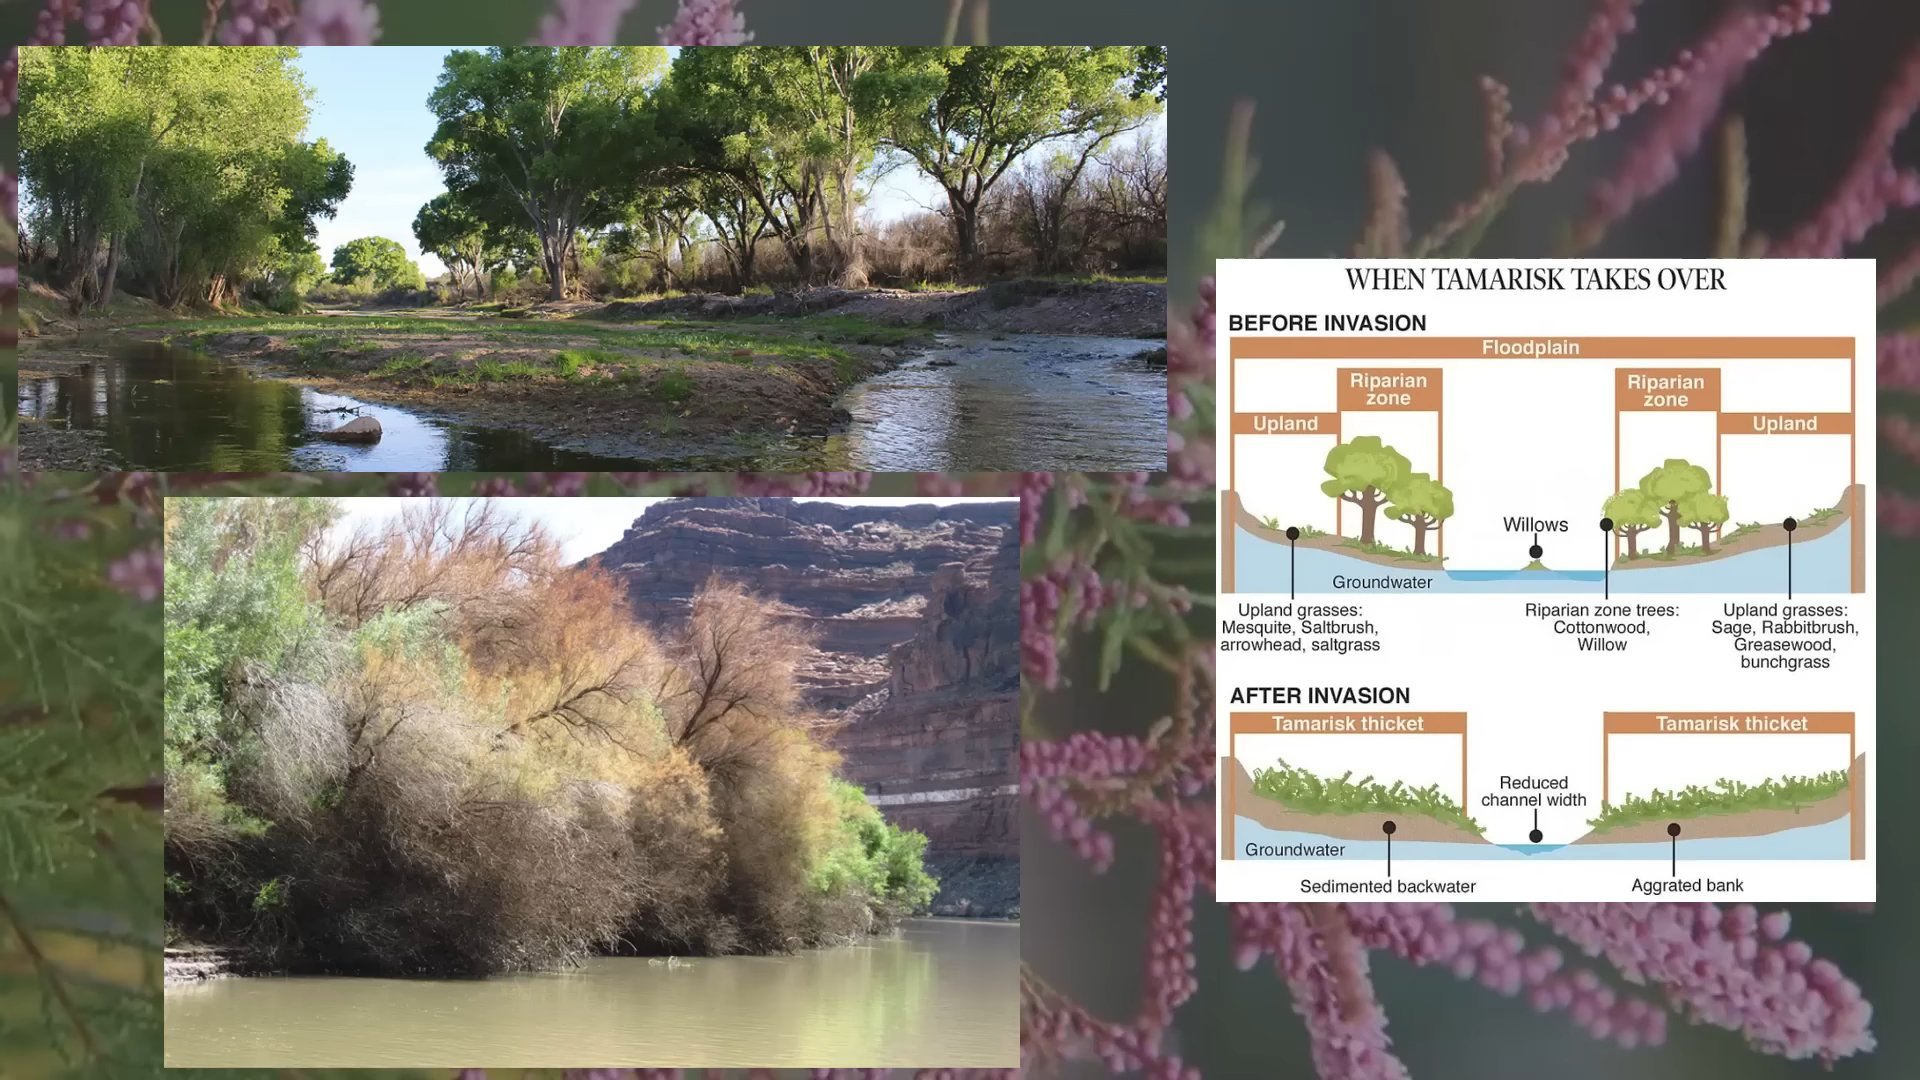 WHEN TAMARISK TAKES OVER
BEFORE INVASION
Floodplain
Riparian
zone
Riparian
zone
Upland
Upland
Willows
Groundwater
Upland grasses:
Mesquite, Saltbrush,
arrowhead, saltgrass
Riparian zone trees:
Cottonwood,
Willow
Upland grasses:
Sage, Rabbitbrush,
Greasewood,
bunchgrass
AFTER INVASION
Tamarisk thicket
Tamarisk thicket
Reduced
channel width
Groundwater
Sedimented backwater
Aggrated bank